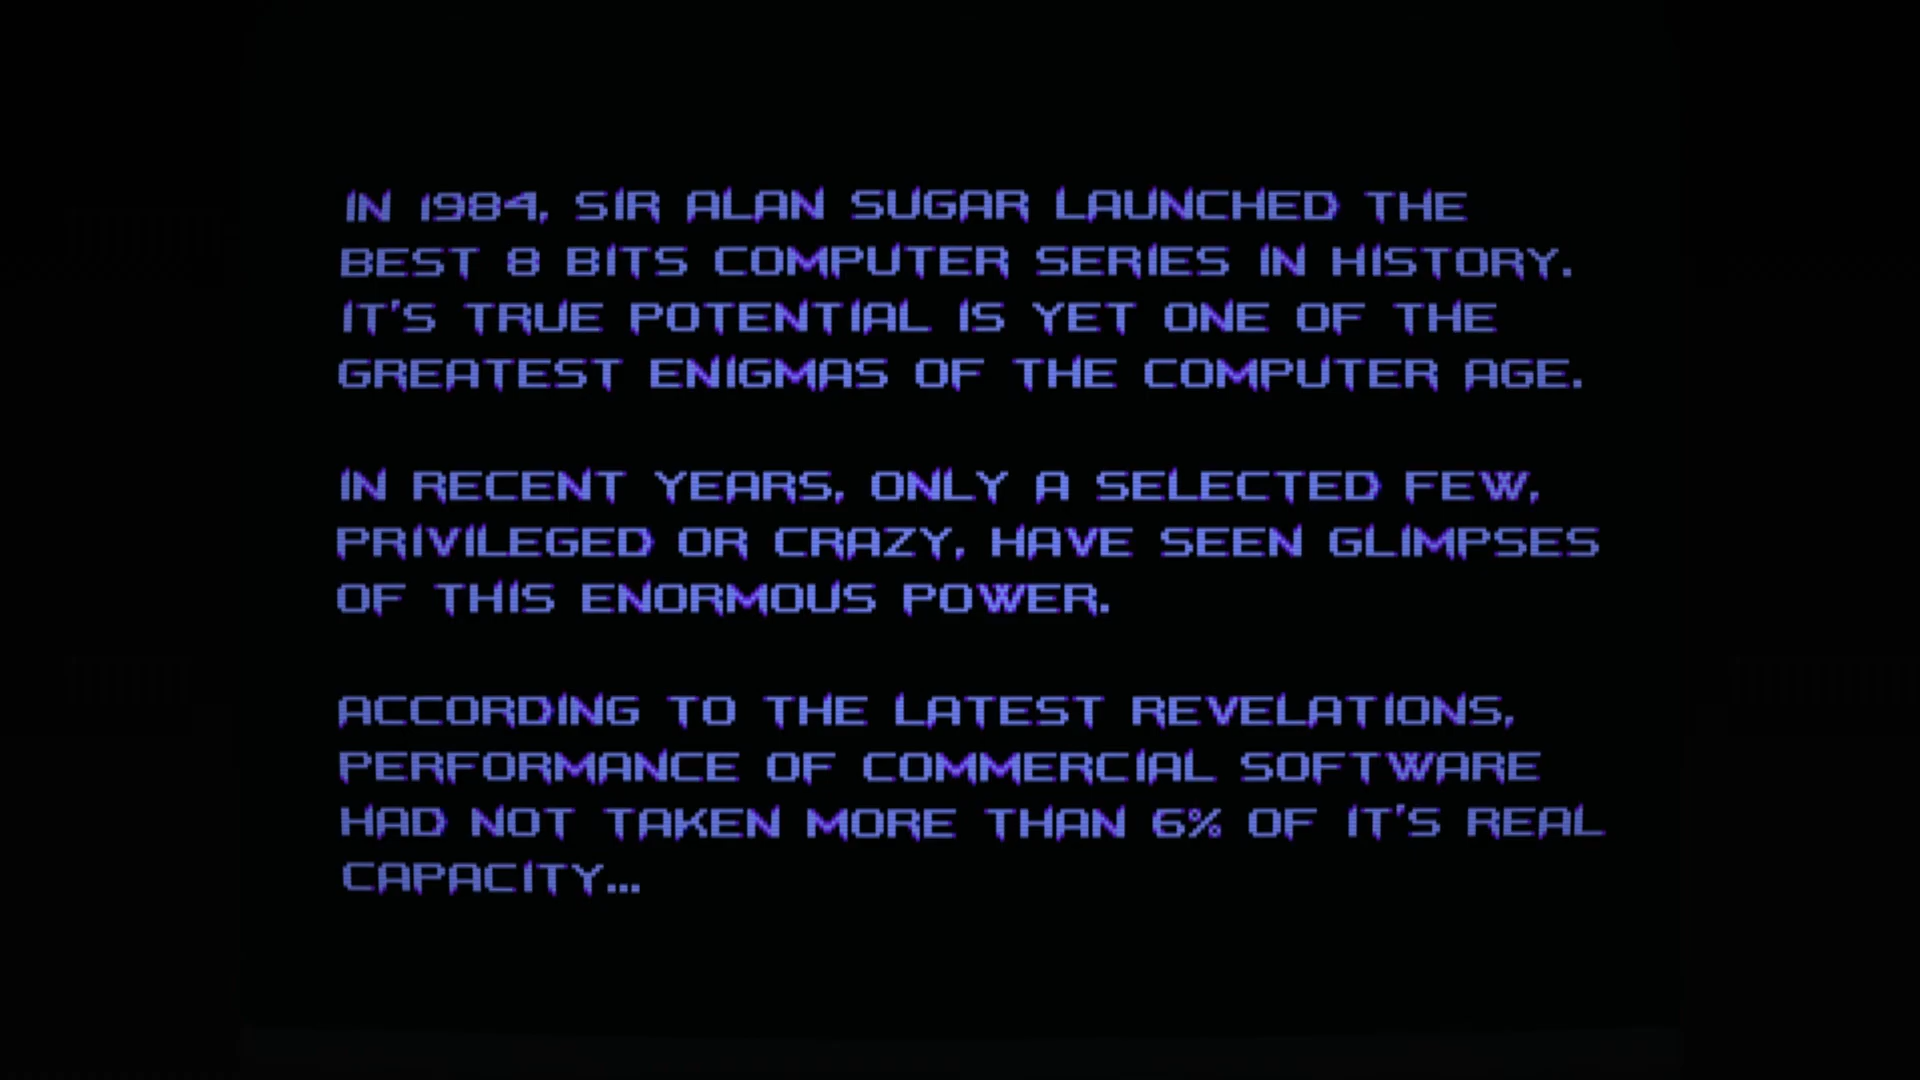 IN 1984, SIR ALAN SUGAR LAUNCHED THE
BEST 8 BITS COMPUTER SERIES IN HISTORY.
IT'S TRUE POTENTIAL IS YET ONE OF THE
GREATEST ENIGMAS OF THE COMPUTER AGE.
IN RECENT YEARS, ONLY A SELECTED FEW,
PRIVILEGED OR CRAZY, HAVE SEEN GLIMPSES
OF THIS ENORMOUS POWER.
ACCORDING TO THE LATEST REVELATIONS,
PERFORMANCE OF COMMERCIAL SOFTWARE
HAD NOT TAKEN MORE THAN 6% OF IT'S REAL
CAPACITY...